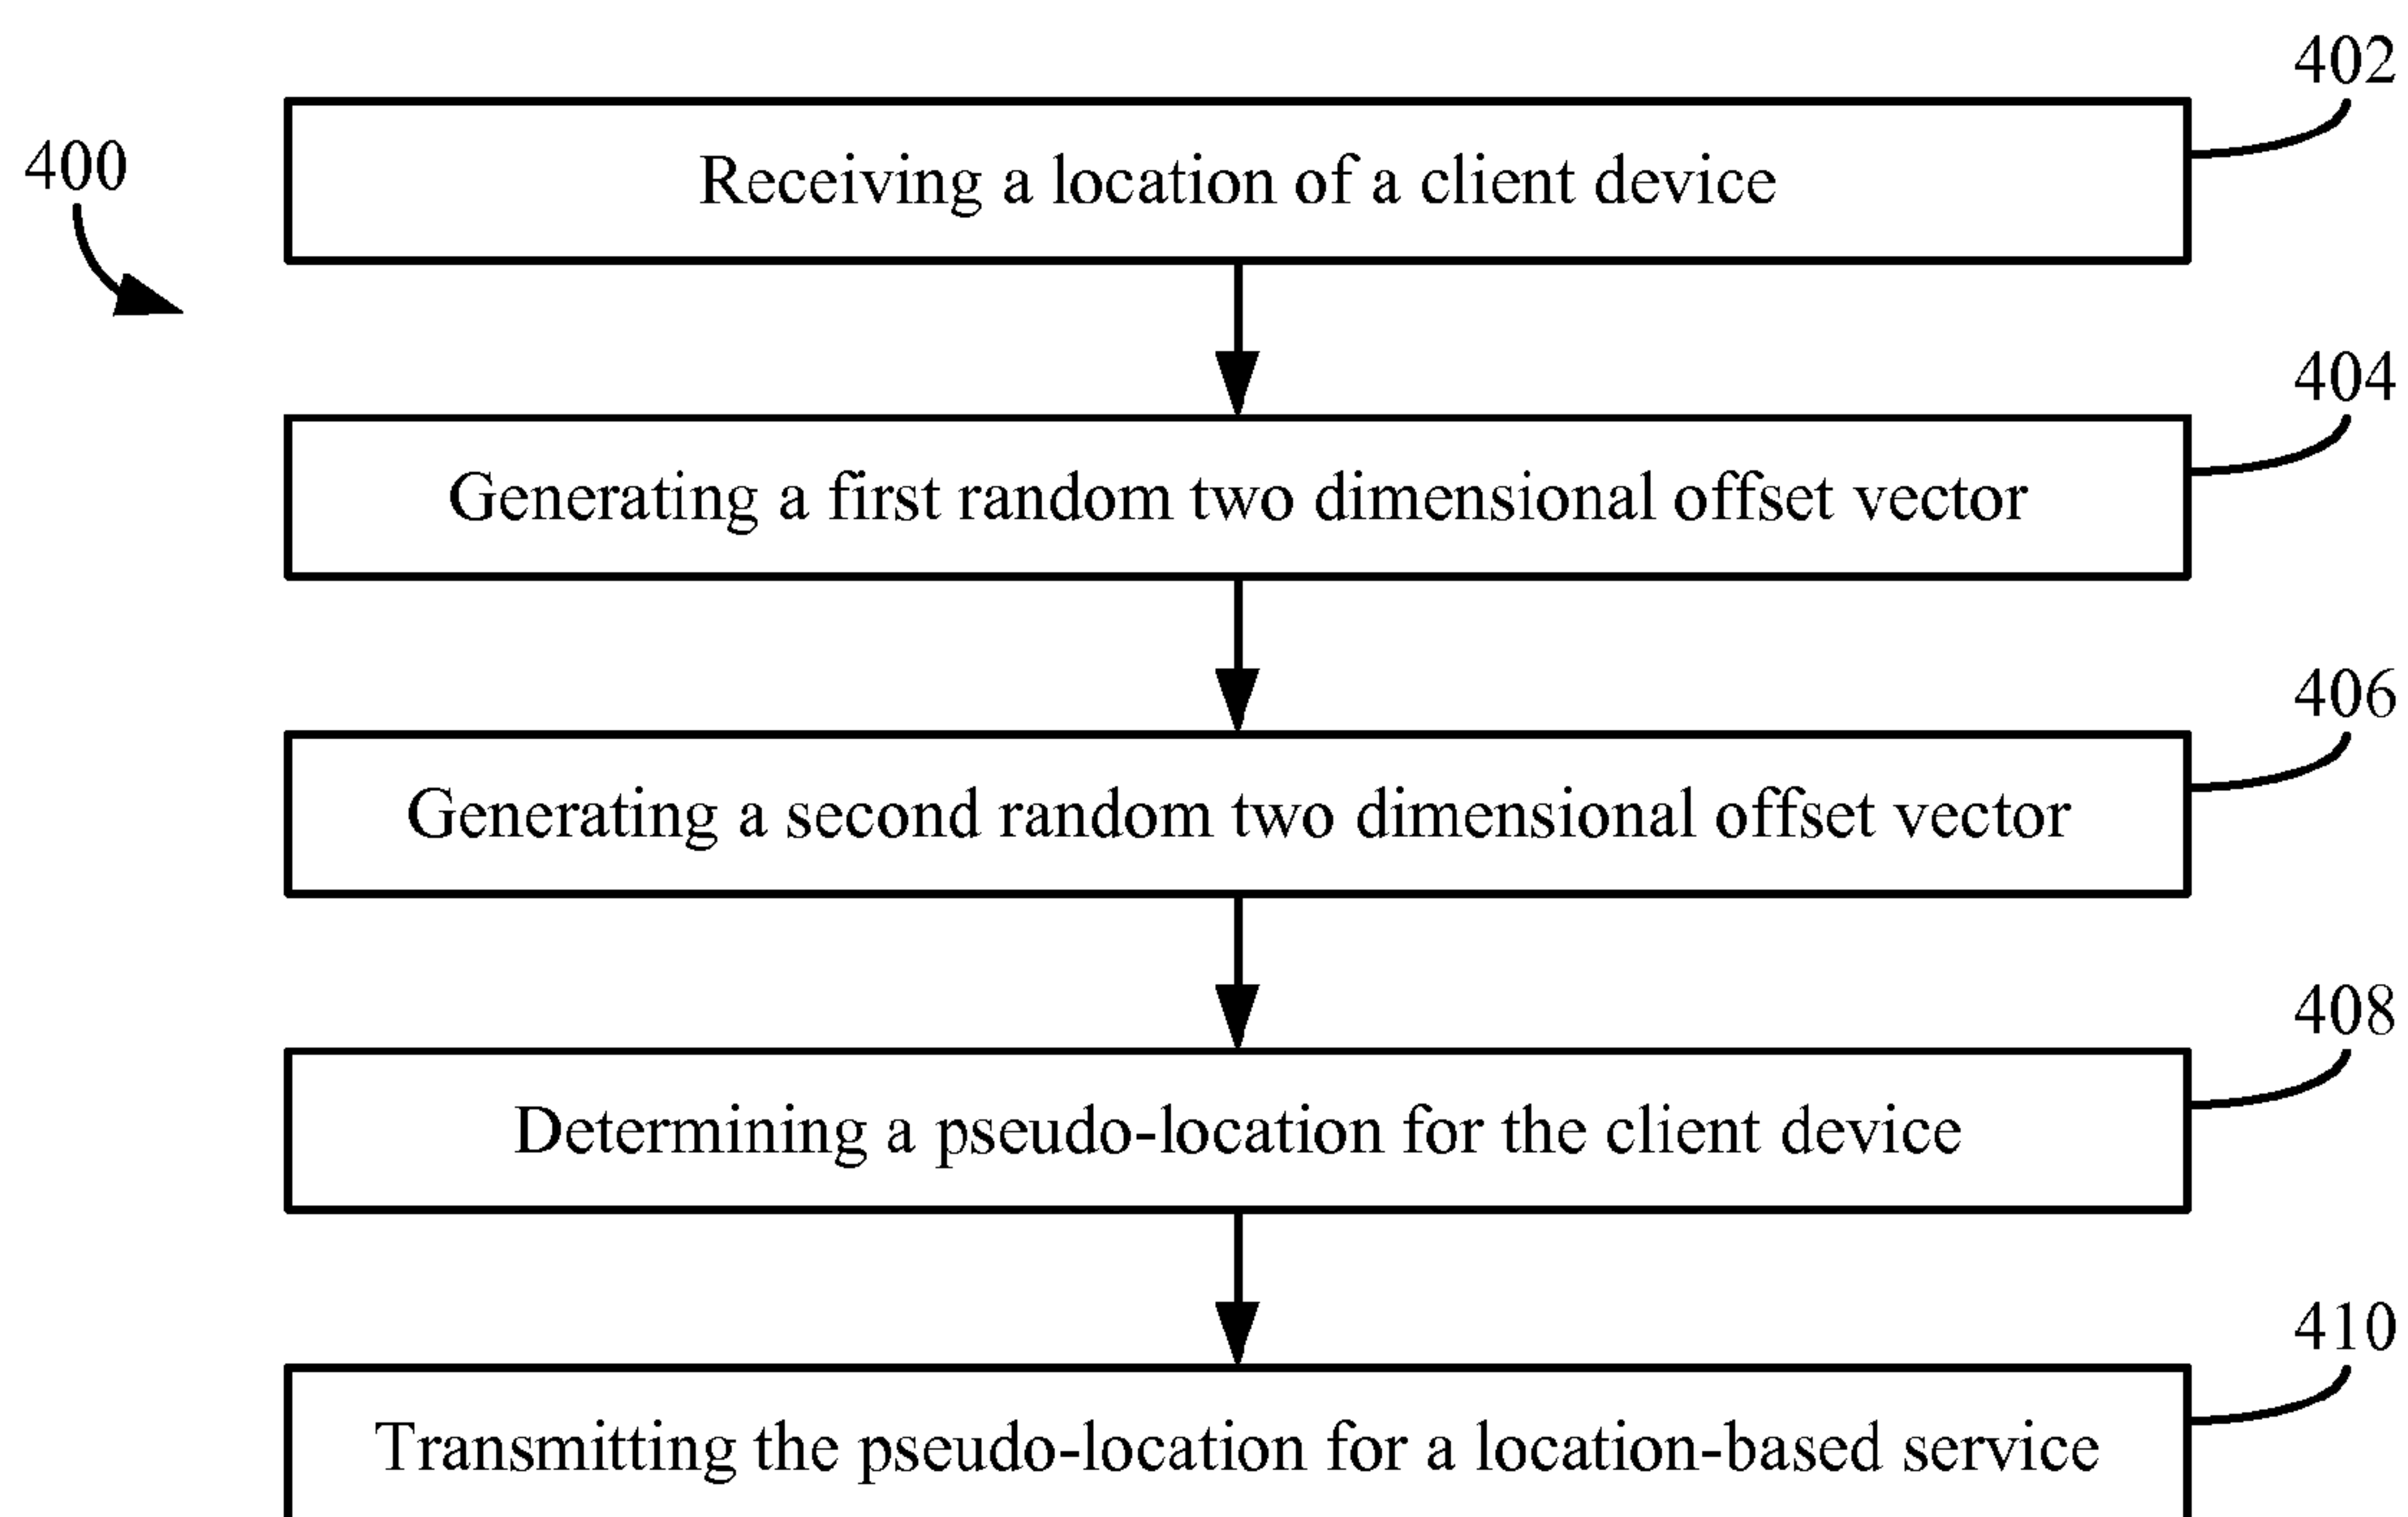 402
400
Receiving a location of a client device
404
Generating a first random two dimensional offset vector
406
Generating a second random two dimensional offset vector
408
Determining a pseudo-location for the client device
410
Transmitting the pseudo-location for a location-based service